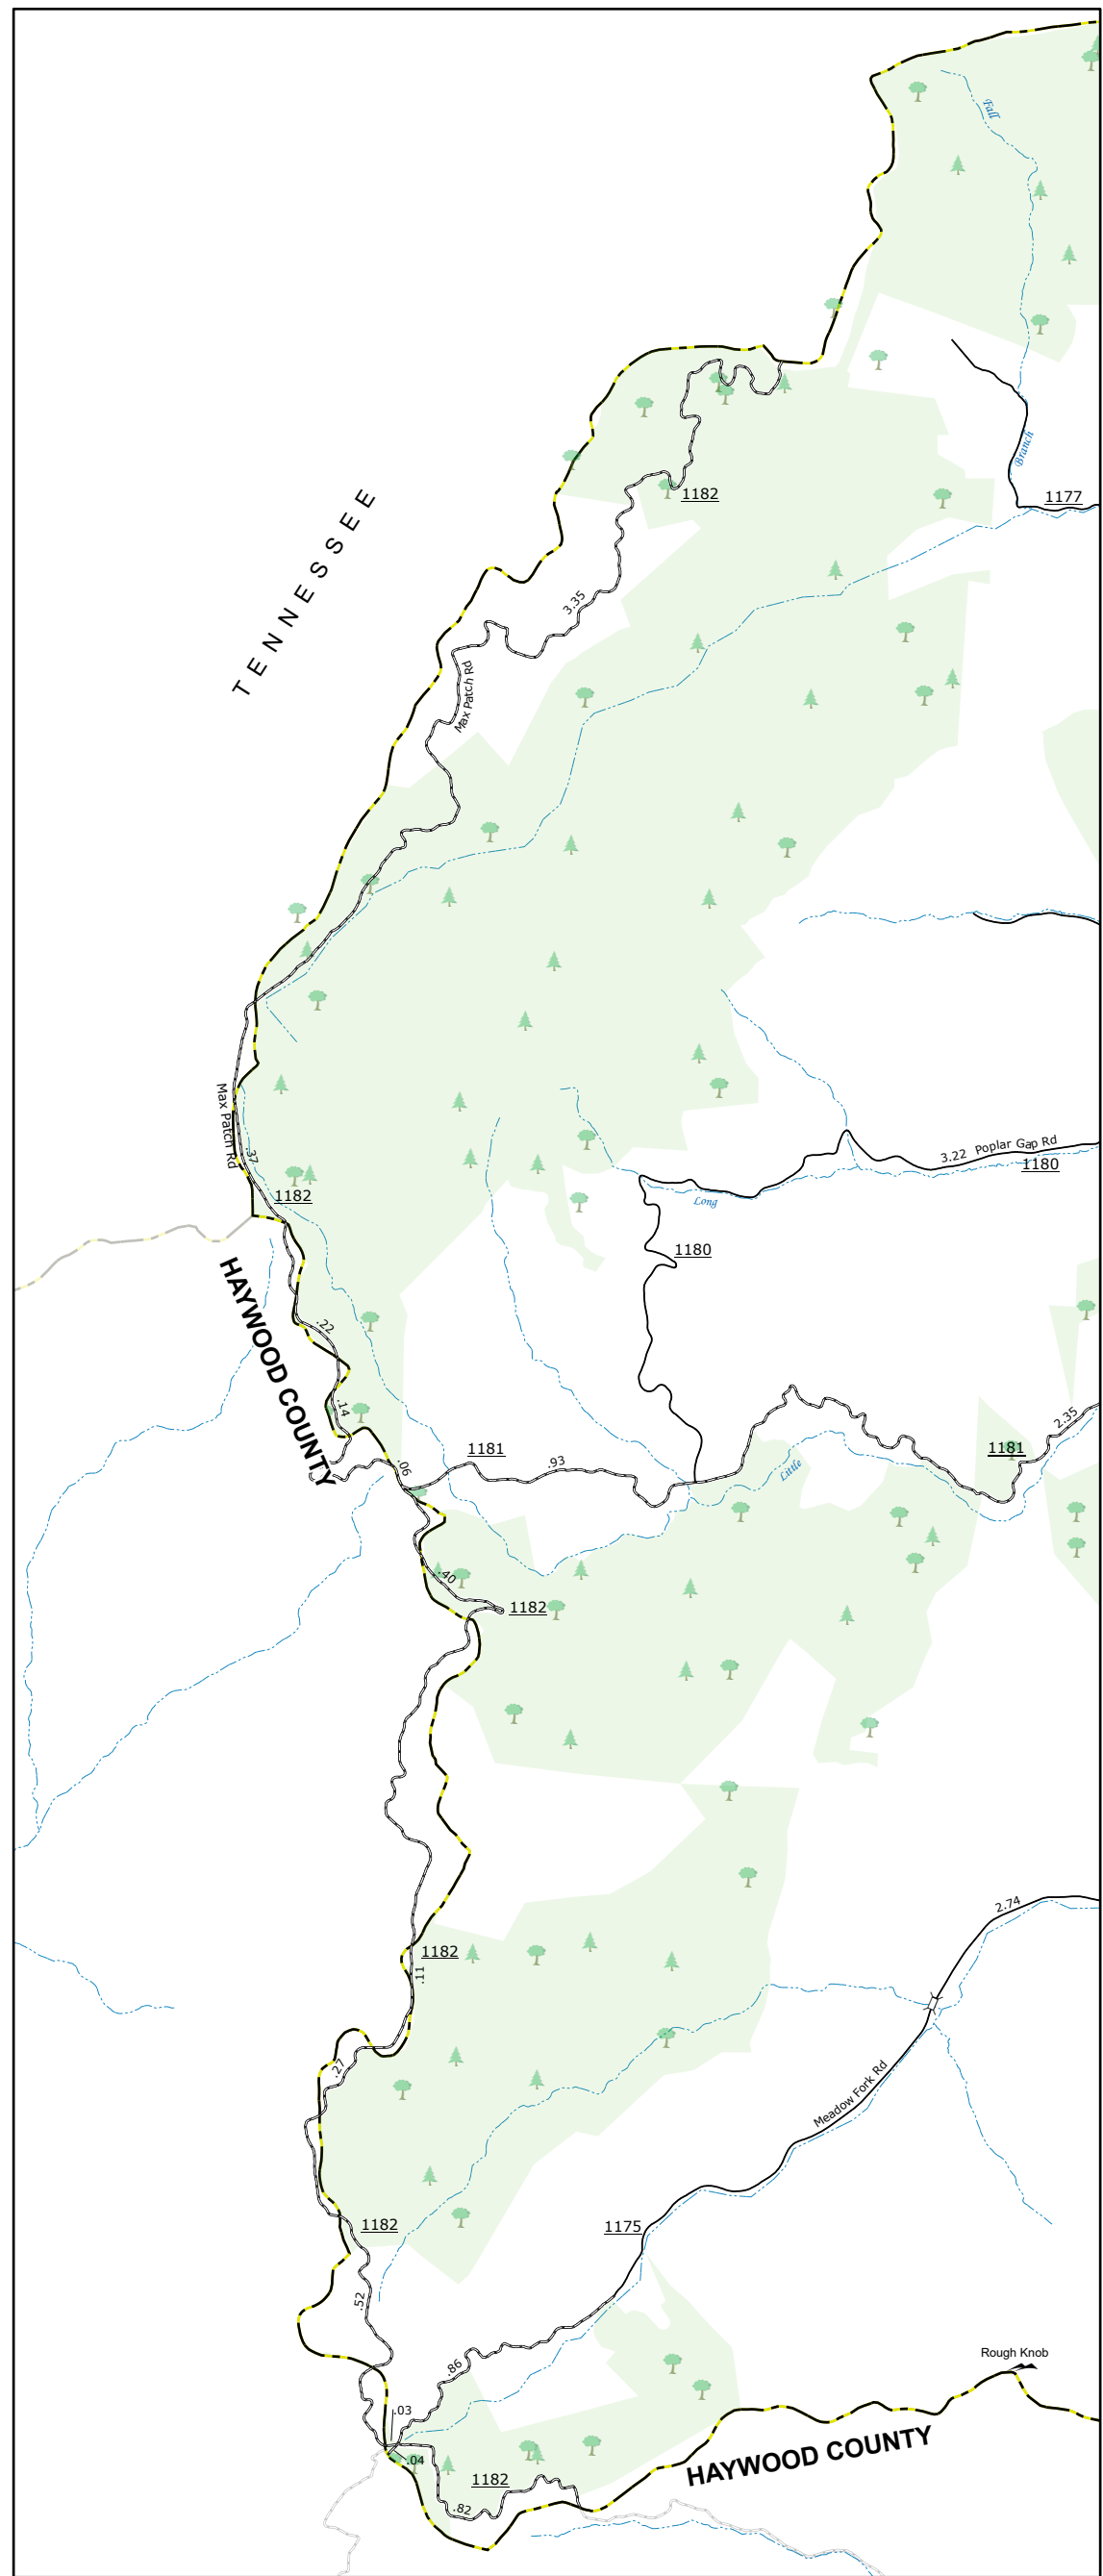 Fall
Branch
1177
1182
TENNESSEE
3.35
Max Patch Rd
Max Patch Rd
.37
1182
3.22 Poplar Gap Rd
1180
Long
1180
HAYWOOD COUNTY
.22
.14
.06
1181
.93
Little
2.35
1181
.40
1182
1182
.11
2.74
.27
Meadow Fork Rd
1182
1175
.52
.86
Rough Knob
.03
.04
HAYWOOD COUNTY
1182
.82